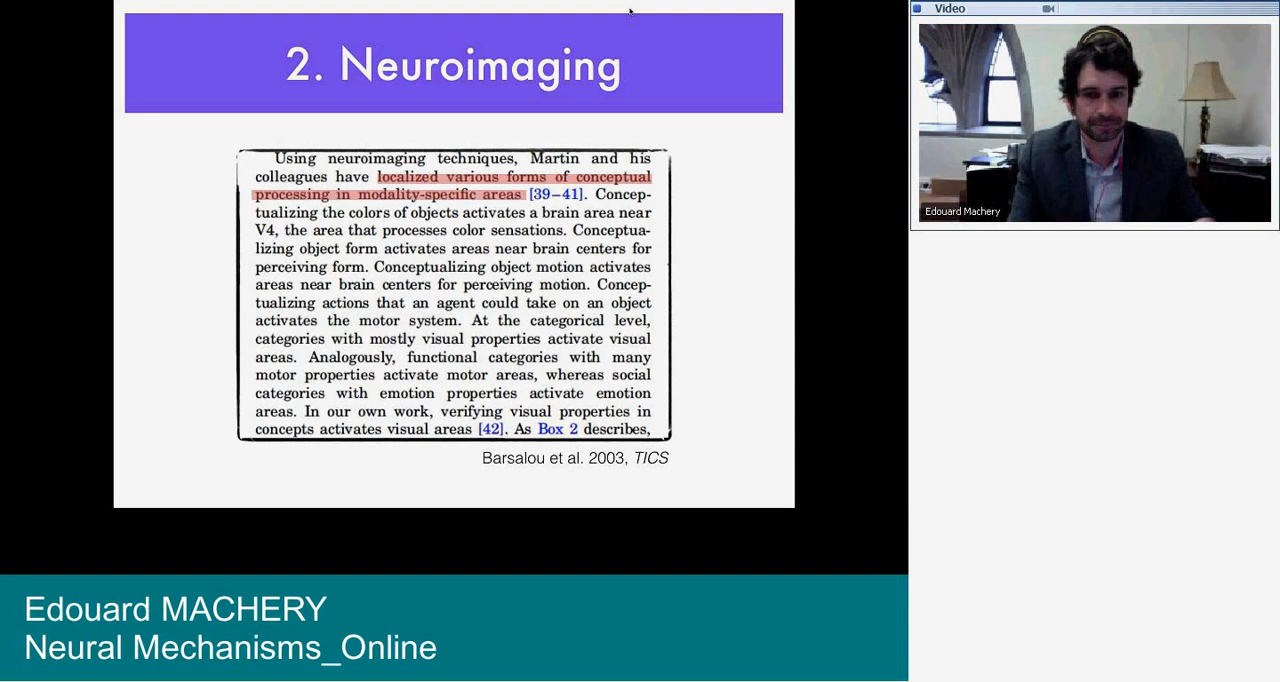 2. Neuroimaging
Using neuroimaging techniques, Martin and his
colleagues have localized various forms of conceptual
processing in modality-specific areas [39–41]. Concep-
tualizing the colors of objects activates a brain area near
V4, the area that processes color sensations. Conceptua-
lizing object form activates areas near brain centers for
perceiving form. Conceptualizing object motion activates
areas near brain centers for perceiving motion. Concep-
tualizing actions that an agent could take on an object
activates the motor system. At the categorical level,
categories with mostly visual properties activate visual
areas. Analogously, functional categories with many
motor properties activate motor areas, whereas social
categories with emotion properties activate emotion
areas. In our own work, verifying visual properties in
concepts activates visual areas [42]. As Box 2 describes,
Barsalou et al. 2003, TICS
Video
Edouard Machery
Edouard MACHERY
Neural Mechanisms_Online